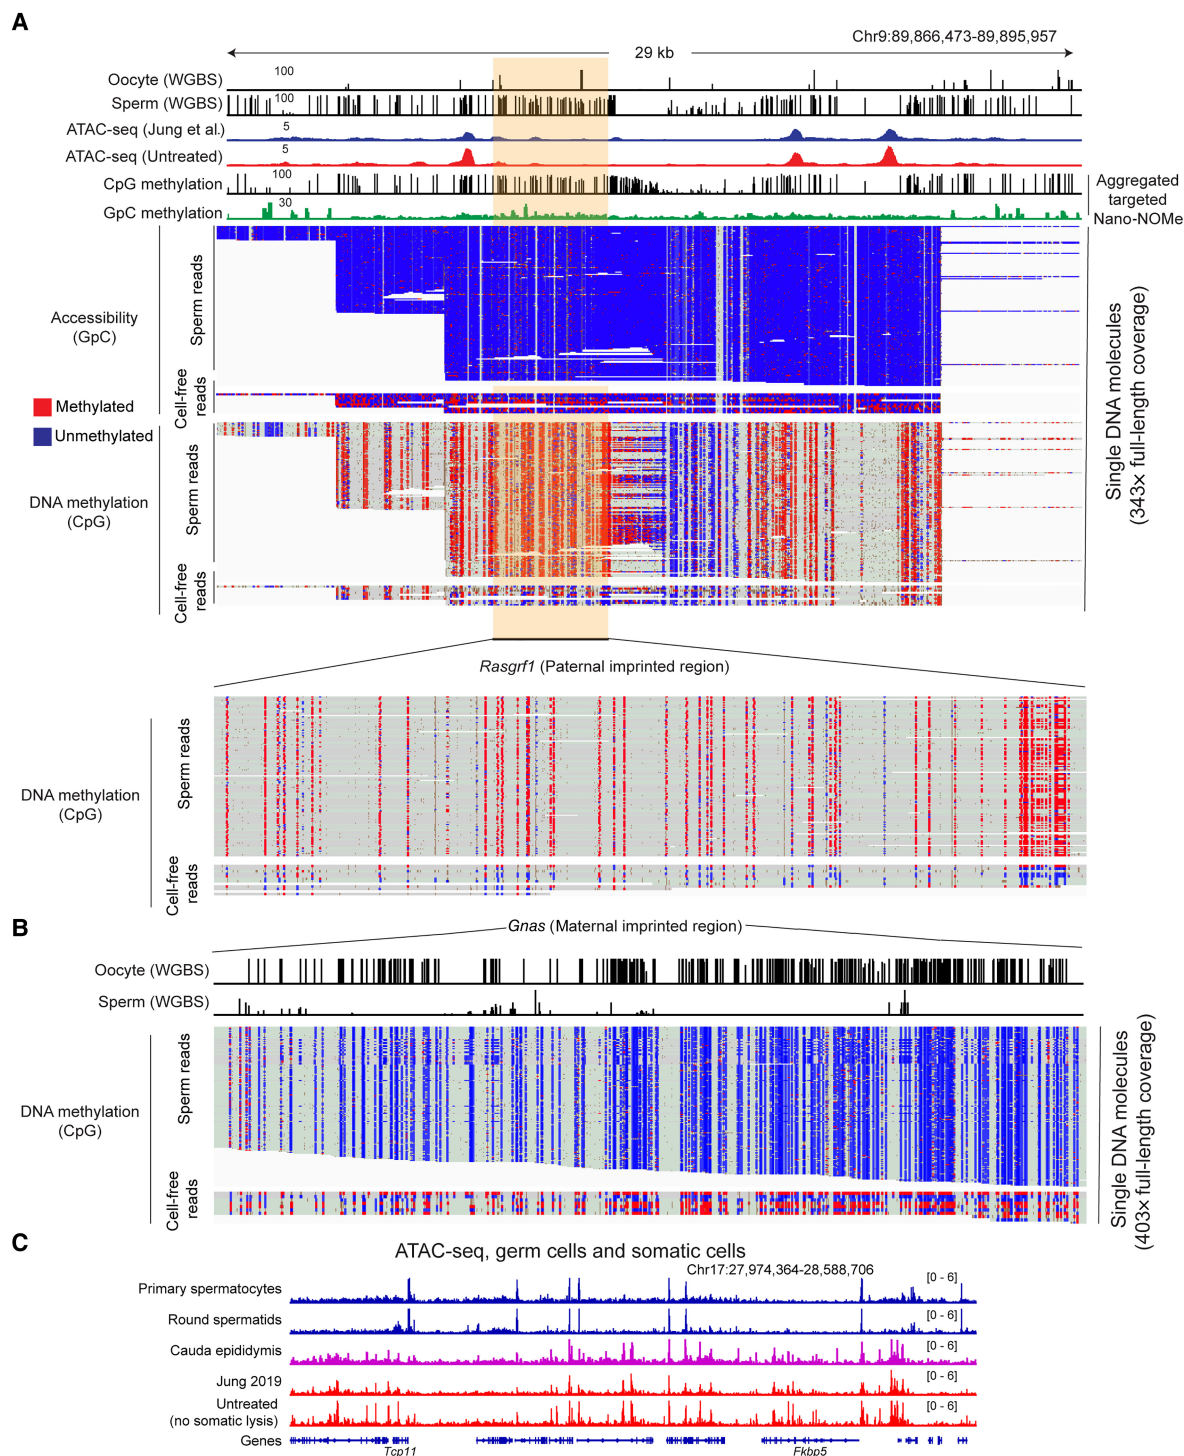 A
Chr9:89,866,473-89,895,957
29 kb
Oocyte (WGBS)
100
Sperm (WGBS)
100
ATAC-seq (Jung et al.)
5
ATAC-seq (Untreated)
5
CpG methylation
100
GpC methylation
30
Aggregated
targeted
Nano-NOMe
Accessibility
(GpC)
Sperm reads
Cell-free
reads
Methylated
Unmethylated
DNA methylation
(CpG)
Sperm reads
Cell-free
reads
Single DNA molecules
(343× full-length coverage)
Rasgrf1 (Paternal imprinted region)
DNA methylation
(CpG)
Sperm reads
Cell-free
reads
B
Gnas (Maternal imprinted region)
Oocyte (WGBS)
Sperm (WGBS)
DNA methylation
(CpG)
Sperm reads
Cell-free
reads
Single DNA molecules
(403× full-length coverage)
C
ATAC-seq, germ cells and somatic cells
Chr17:27,974,364-28,588,706
Primary spermatocytes
[0 - 6]
Round spermatids
[0 - 6]
Cauda epididymis
[0 - 6]
Jung 2019
[0 - 6]
Untreated
(no somatic lysis)
[0 - 6]
Genes
Tcp11
Fkbp5